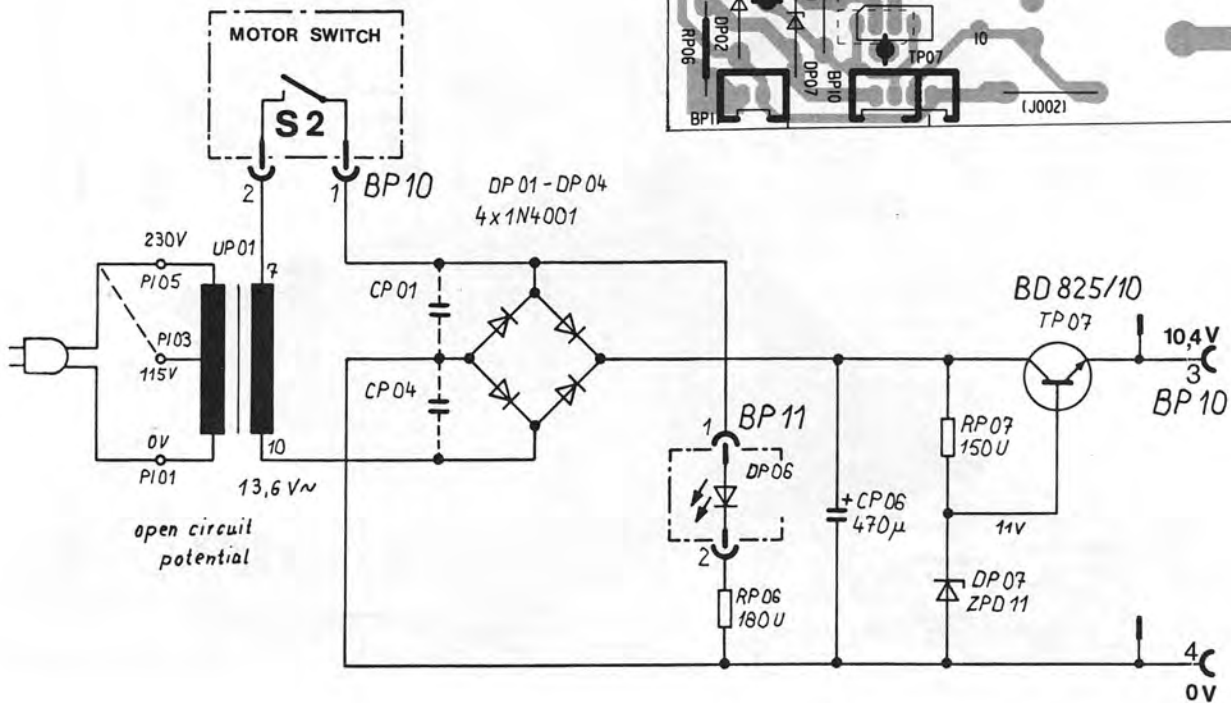 MOTOR SWITCH
S2
2
1
BP10
DP01-DP04
4x1N4001
230V
PI05
UP01
7
PI03
115V
0V
PI01
10
13,6 V~
open circuit
potential
CP01
CP04
1
BP11
DP06
2
RP06
180U
+
CP06
470µ
RP07
150U
11V
DP07
ZPD11
BD825/10
TP07
10,4V
3
BP10
4
0V
RP06
DP02
DP07
BP10
TP07
10
BP11
(J002)